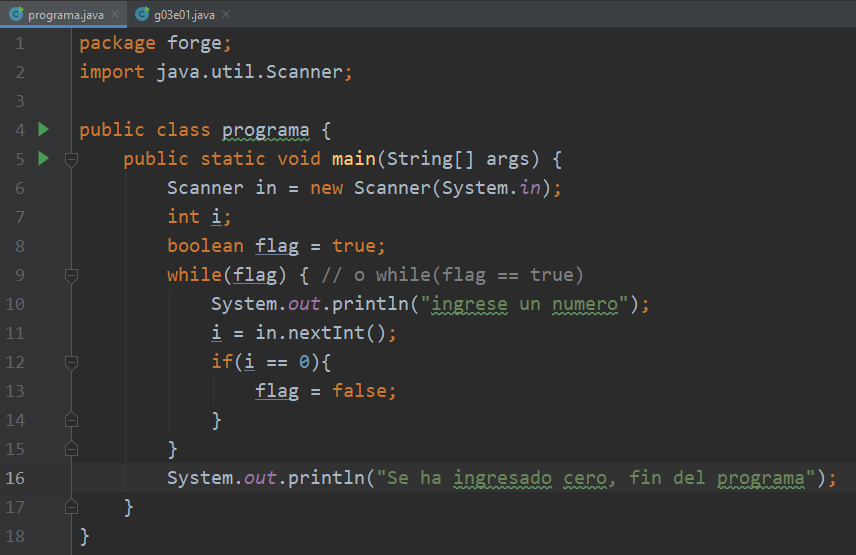 programa.java × g03e01.java ×
1 package forge;
2 import java.util.Scanner;
3
4 public class programa {
5     public static void main(String[] args) {
6         Scanner in = new Scanner(System.in);
7         int i;
8         boolean flag = true;
9         while(flag) { // o while(flag == true)
10             System.out.println("ingrese un numero");
11             i = in.nextInt();
12             if(i == 0){
13                 flag = false;
14             }
15         }
16         System.out.println("Se ha ingresado cero, fin del programa");
17     }
18 }